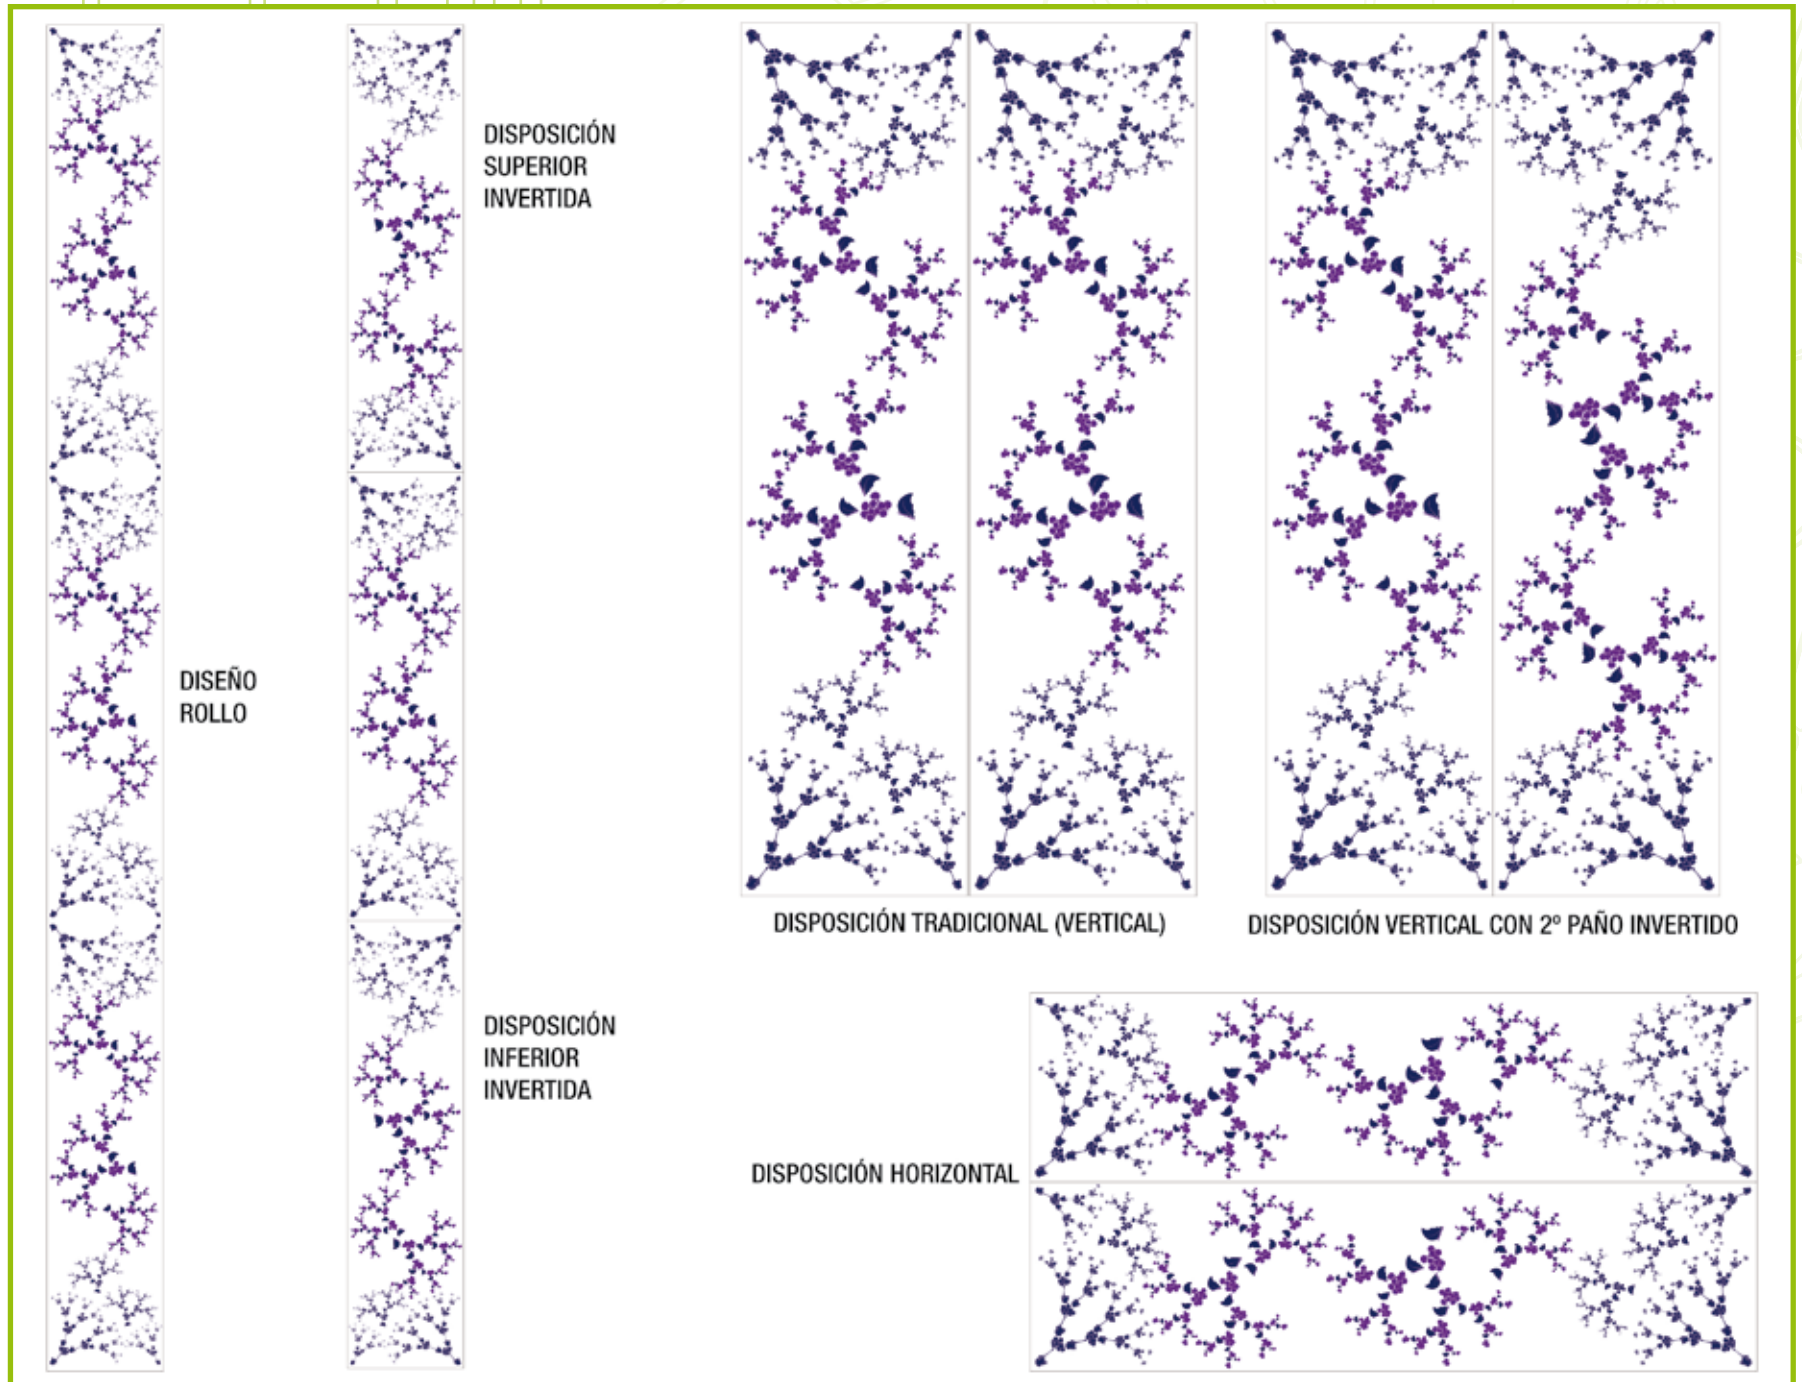 DISPOSICIÓN
SUPERIOR
INVERTIDA
DISEÑO
ROLLO
DISPOSICIÓN TRADICIONAL (VERTICAL)
DISPOSICIÓN VERTICAL CON 2º PAÑO INVERTIDO
DISPOSICIÓN
INFERIOR
INVERTIDA
DISPOSICIÓN HORIZONTAL